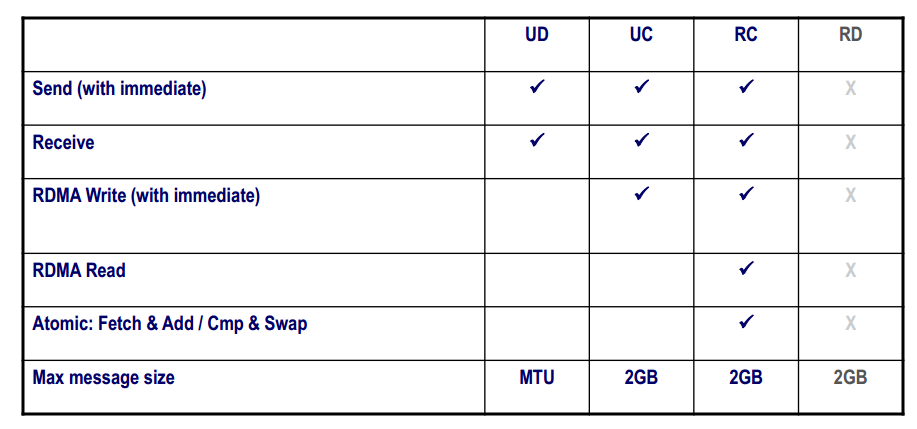 UD UC RC RD
Send (with immediate) ✓ ✓ ✓ X
Receive ✓ ✓ ✓ X
RDMA Write (with immediate) ✓ ✓ X
RDMA Read ✓ X
Atomic: Fetch & Add / Cmp & Swap ✓ X
Max message size MTU 2GB 2GB 2GB